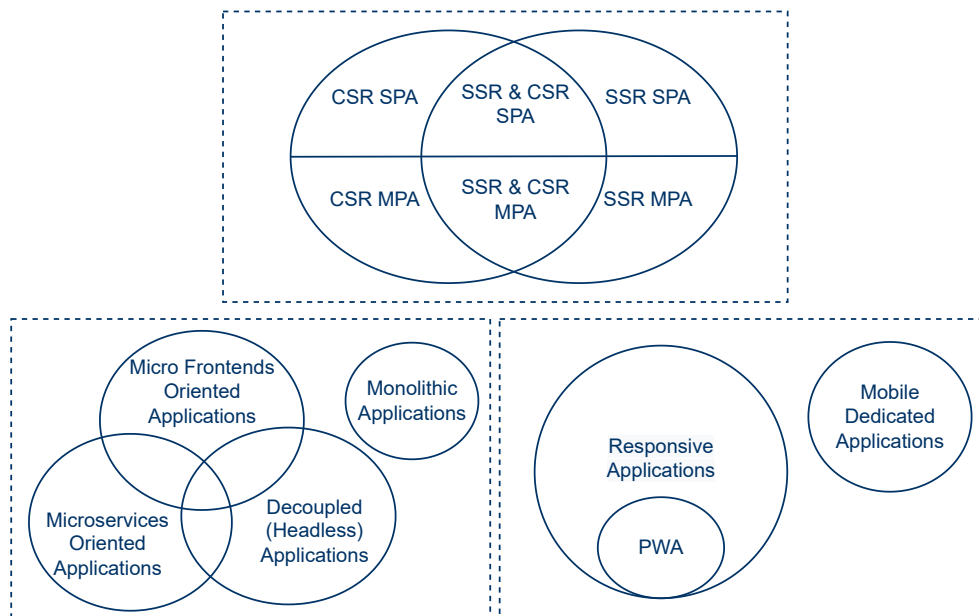 CSR SPA
SSR & CSR
SPA
SSR SPA
CSR MPA
SSR & CSR
MPA
SSR MPA
Micro Frontends
Oriented
Applications
Monolithic
Applications
Microservices
Oriented
Applications
Decoupled
(Headless)
Applications
Responsive
Applications
PWA
Mobile
Dedicated
Applications